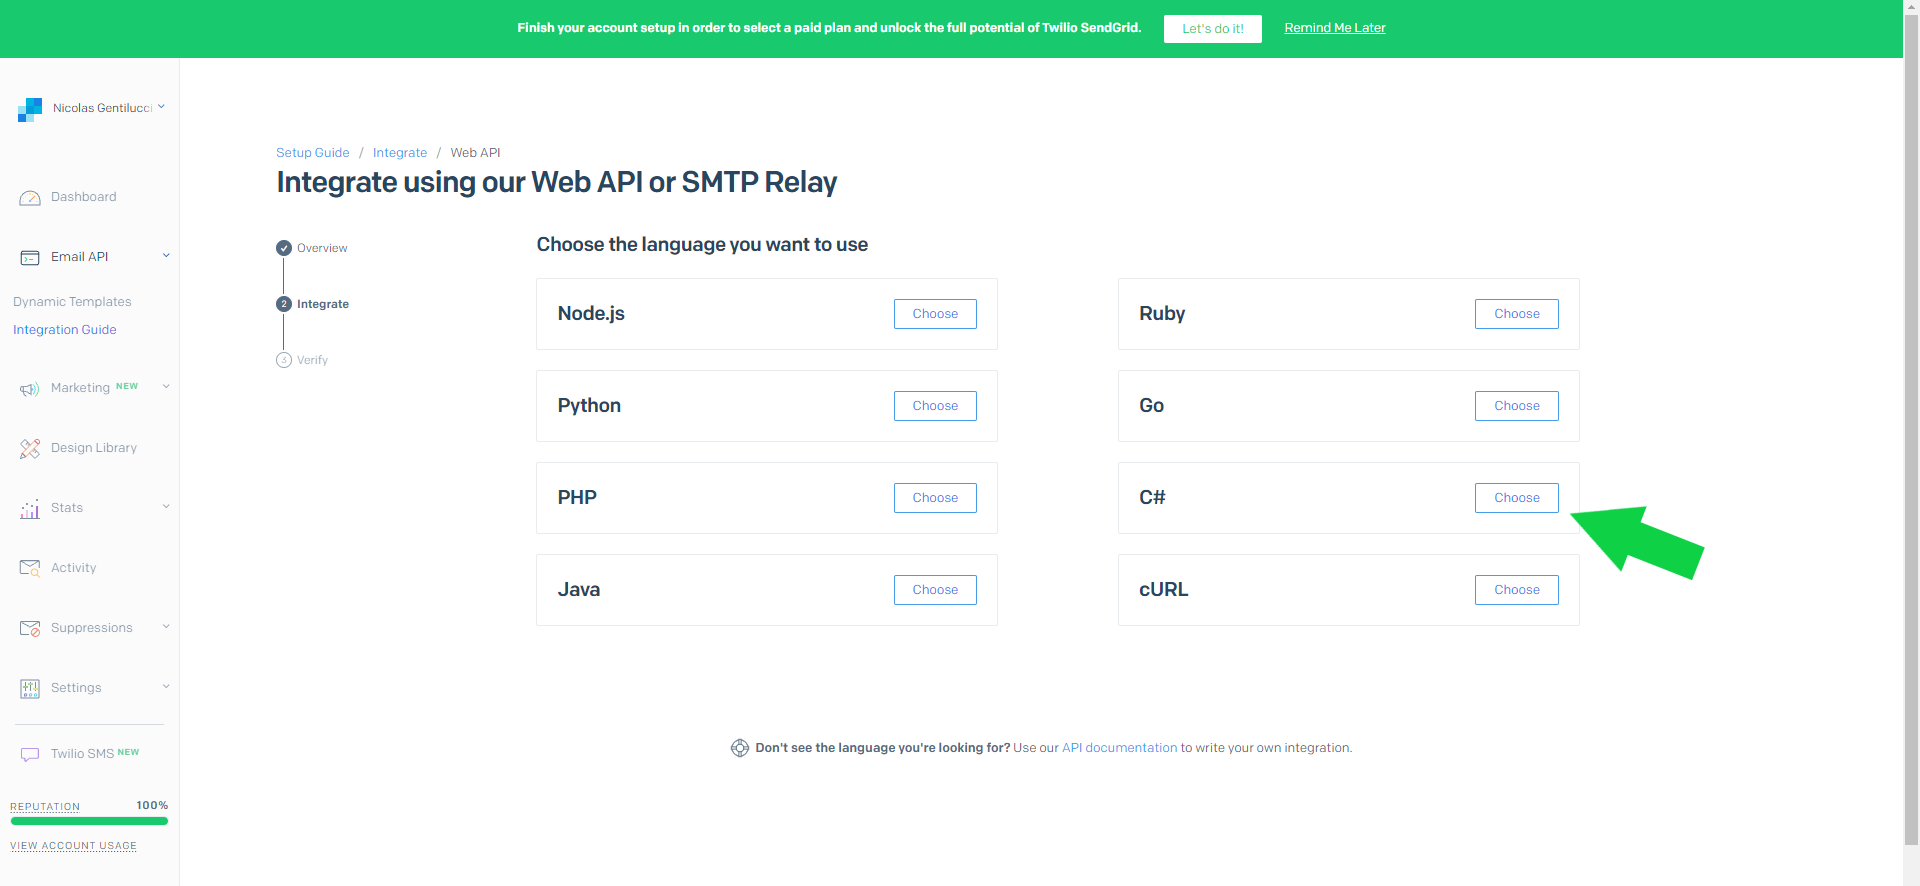 Finish your account setup in order to select a paid plan and unlock the full potential of Twilio SendGrid. Let's do it! Remind Me Later
Nicolas Gentilucci
Dashboard
Email API
Dynamic Templates
Integration Guide
Marketing NEW
Design Library
Stats
Activity
Suppressions
Settings
Twilio SMS NEW
REPUTATION 100%
VIEW ACCOUNT USAGE
Setup Guide / Integrate / Web API
Integrate using our Web API or SMTP Relay
Overview
2 Integrate
3 Verify
Choose the language you want to use
Node.js Choose
Ruby Choose
Python Choose
Go Choose
PHP Choose
C# Choose
Java Choose
cURL Choose
Don't see the language you're looking for? Use our API documentation to write your own integration.